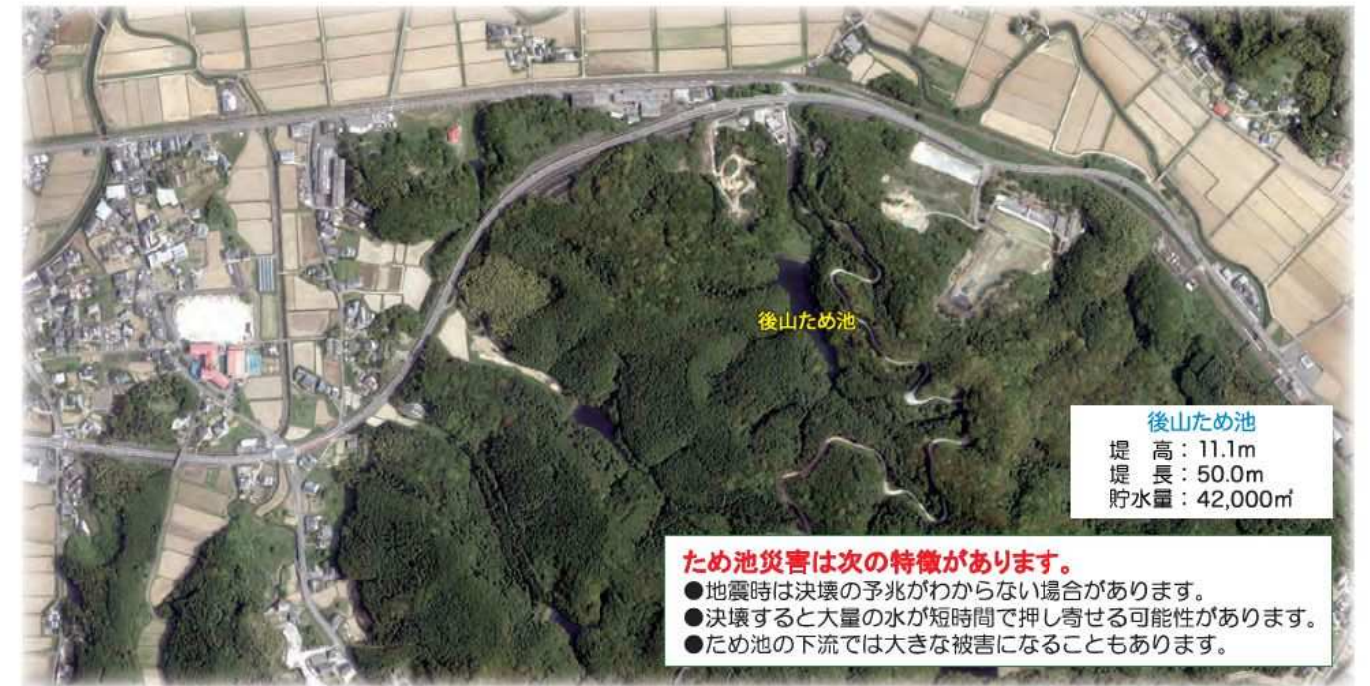 後山ため池
後山ため池
堤　高：11.1m
堤　長：50.0m
貯水量：42,000㎥
ため池災害は次の特徴があります。
●地震時は決壊の予兆がわからない場合があります。
●決壊すると大量の水が短時間で押し寄せる可能性があります。
●ため池の下流では大きな被害になることもあります。